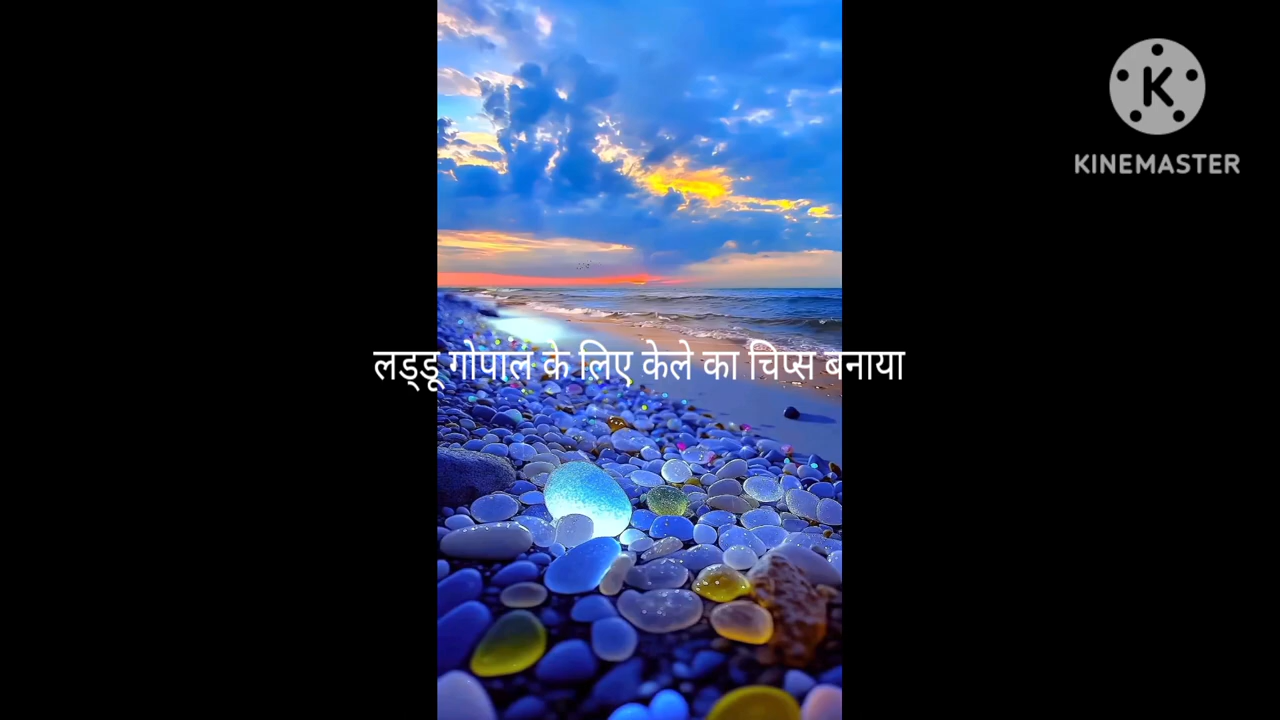 लड्डू गोपाल के लिए केले का चिप्स बनाया
KINEMASTER